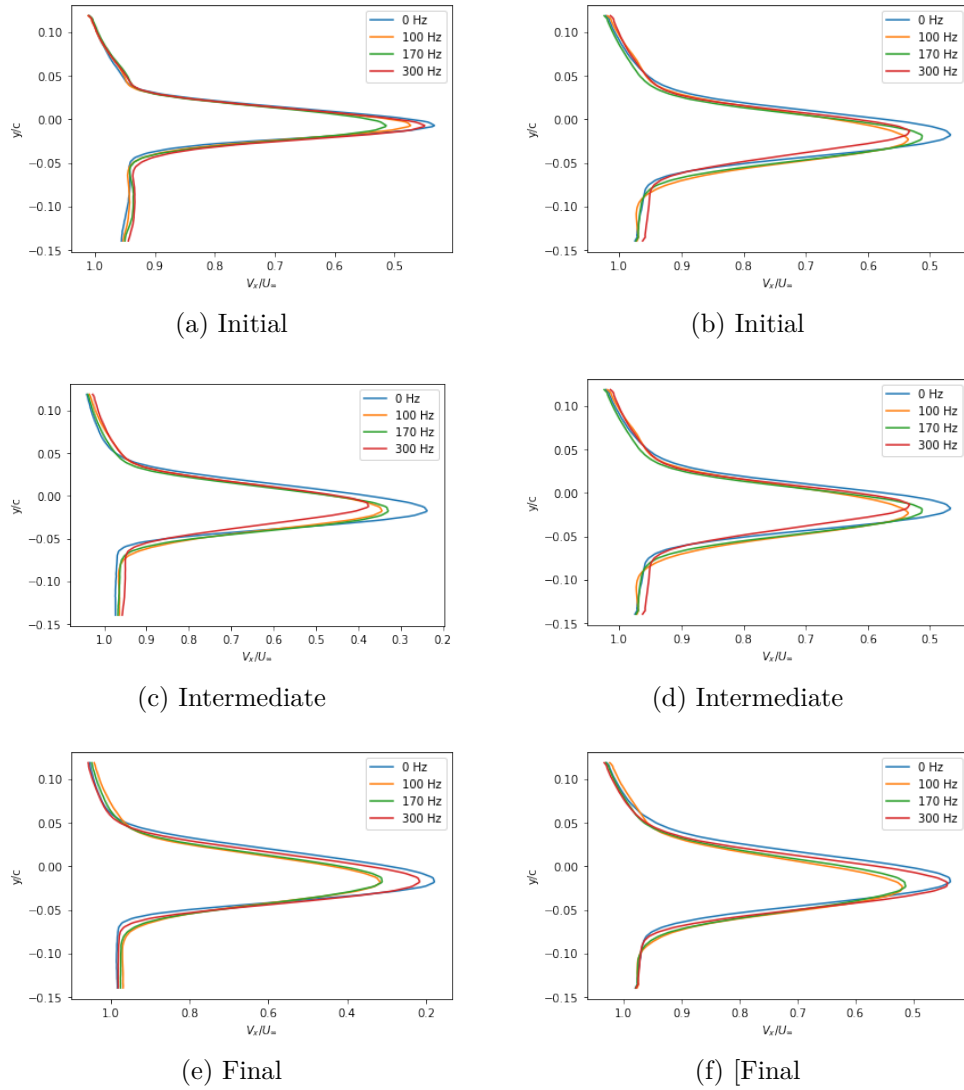 0.10
0.05
0.00
−0.05
−0.10
−0.15
y/c
0 Hz
100 Hz
170 Hz
300 Hz
1.0 0.9 0.8 0.7 0.6 0.5
Vₓ/U∞
(a) Initial
0.10
0.05
0.00
−0.05
−0.10
−0.15
y/c
0 Hz
100 Hz
170 Hz
300 Hz
1.0 0.9 0.8 0.7 0.6 0.5
Vₓ/U∞
(b) Initial
0.10
0.05
0.00
−0.05
−0.10
−0.15
y/c
0 Hz
100 Hz
170 Hz
300 Hz
1.0 0.9 0.8 0.7 0.6 0.5 0.4 0.3 0.2
Vₓ/U∞
(c) Intermediate
0.10
0.05
0.00
−0.05
−0.10
−0.15
y/c
0 Hz
100 Hz
170 Hz
300 Hz
1.0 0.9 0.8 0.7 0.6 0.5
Vₓ/U∞
(d) Intermediate
0.10
0.05
0.00
−0.05
−0.10
−0.15
y/c
0 Hz
100 Hz
170 Hz
300 Hz
1.0 0.8 0.6 0.4 0.2
Vₓ/U∞
(e) Final
0.10
0.05
0.00
−0.05
−0.10
−0.15
y/c
0 Hz
100 Hz
170 Hz
300 Hz
1.0 0.9 0.8 0.7 0.6 0.5
Vₓ/U∞
(f) [Final